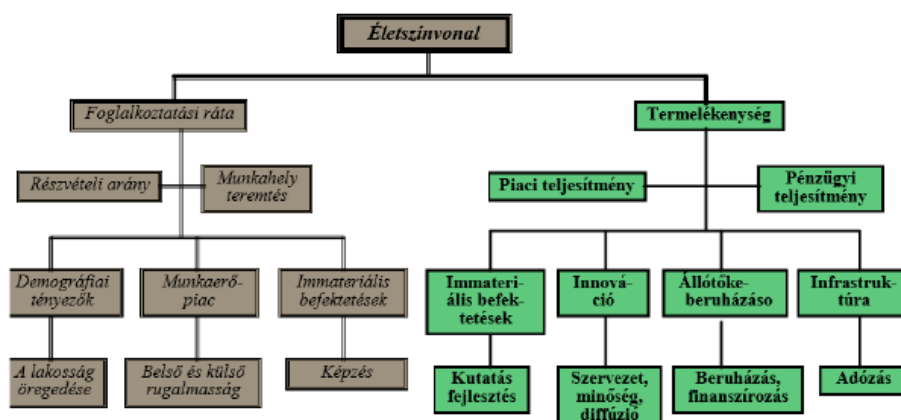 Életszínvonal
Foglalkoztatási ráta
Termelékenység
Részvételi arány
Munkahely
teremtés
Piaci teljesítmény
Pénzügyi
teljesítmény
Demográfiai
tényezők
Munkaerő-
piac
Immateriális
befektetések
Immateri-
ális befek-
tetések
Innová-
ció
Állótőke-
beruházáso
Infrastruk-
túra
A lakosság
öregedése
Belső és külső
rugalmasság
Képzés
Kutatás
fejlesztés
Szervezet,
minőség,
diffúzió
Beruházás,
finanszírozás
Adózás